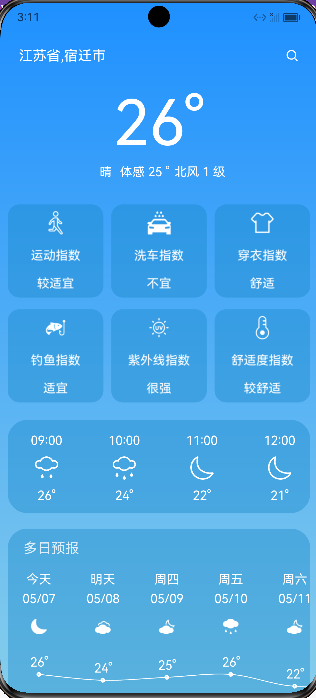 3:11
江苏省,宿迁市
26°
晴 体感 25 ° 北风 1 级
运动指数 洗车指数 穿衣指数
较适宜 不宜 舒适
UV
钓鱼指数 紫外线指数 舒适度指数
适宜 很强 较舒适
09:00 10:00 11:00 12:00
26° 24° 22° 21°
多日预报
今天 明天 周四 周五 周六
05/07 05/08 05/09 05/10 05/11
26° 24° 25° 26° 22°